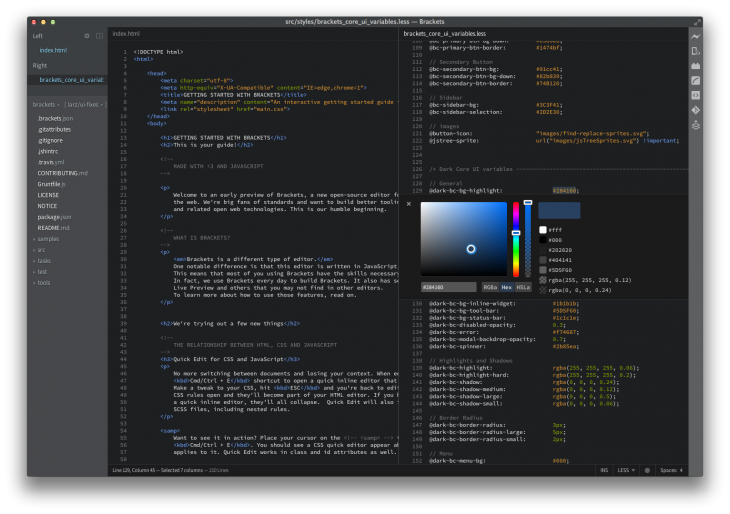 src/styles/brackets_core_ui_variables.less — Brackets
Left
index.html
Right
brackets_core_ui_variabl
brackets
.brackets.json
.gitattributes
.gitignore
.jshintrc
.travis.yml
CONTRIBUTING.md
Gruntfile.js
LICENSE
NOTICE
package.json
README.md
samples
src
tasks
test
tools
index.html
1 <!DOCTYPE html>
2 <html>
3
4 <head>
5 <meta charset="utf-8">
6 <meta http-equiv="X-UA-Compatible" content="IE=edge,chrome=1">
7 <title>GETTING STARTED WITH BRACKETS</title>
8 <meta name="description" content="An interactive getting started guide
9 <link rel="stylesheet" href="main.css">
10 </head>
11 <body>
12
13 <h1>GETTING STARTED WITH BRACKETS</h1>
14 <h2>This is your guide!</h2>
15
16 <!--
17 MADE WITH <3 AND JAVASCRIPT
18 -->
19
20 <p>
21 Welcome to an early preview of Brackets, a new open-source editor f
22 the web. We're big fans of standards and want to build better toolin
23 and related open web technologies. This is our humble beginning.
24 </p>
25
26 <!--
27 WHAT IS BRACKETS?
28 -->
29 <p>
30 <em>Brackets is a different type of editor.</em>
31 One notable difference is that this editor is written in JavaScript,
32 This means that most of you using Brackets have the skills necessary
33 In fact, we use Brackets every day to build Brackets. It also has s
34 Live Preview and others that you may not find in other editors.
35 To learn more about how to use those features, read on.
36 </p>
37
38
39 <h2>We're trying out a few new things</h2>
40
41 <!--
42 THE RELATIONSHIP BETWEEN HTML, CSS AND JAVASCRIPT
43 -->
44 <h3>Quick Edit for CSS and JavaScript</h3>
45 <p>
46 No more switching between documents and losing your context. When e
47 <kbd>Cmd/Ctrl + E</kbd> shortcut to open a quick inline editor that
48 Make a tweak to your CSS, hit <kbd>ESC</kbd> and you're back to edi
49 CSS rules open and they'll become part of your HTML editor. If you h
50 a quick inline editor, they'll all collapse. Quick Edit will also
51 SCSS files, including nested rules.
52 </p>
53
54 <samp>
55 Want to see it in action? Place your cursor on the <!-- <samp> -->
56 <kbd>Cmd/Ctrl + E</kbd>. You should see a CSS quick editor appear a
57 applies to it. Quick Edit works in class and id attributes as well.
58
brackets_core_ui_variables.less
109 @bc-primary-btn-border: #1474bf;
110
111 // Secondary Button
112 @bc-secondary-btn-bg: #91cc41;
113 @bc-secondary-btn-bg-down: #82b839;
114 @bc-secondary-btn-border: #74B120;
115
116 // Sidebar
117 @bc-sidebar-bg: #3C3F41;
118 @bc-sidebar-selection: #2D2E30;
119
120 // images
121 @button-icon: "images/find-replace-sprites.svg";
122 @jstree-sprite: url("images/jsTreeSprites.svg") !important;
123
124
125
126 /* Dark Core UI variables
127
128 // General
129 @dark-bc-bg-highlight: #284160;
#284160
RGBa
Hex
HSLa
#fff
#000
#202020
#404141
#5D5F60
rgba(255, 255, 255, 0.12)
rgba(0, 0, 0, 0.24)
130 @dark-bc-bg-inline-widget: #1b1b1b;
131 @dark-bc-bg-tool-bar: #5D5F60;
132 @dark-bc-bg-status-bar: #1c1c1e;
133 @dark-bc-disabled-opacity: 0.3;
134 @dark-bc-error: #f74687;
135 @dark-bc-modal-backdrop-opacity: 0.7;
136 @dark-bc-spinner: #2b85ea;
137
138 // Highlights and Shadows
139 @dark-bc-highlight: rgba(255, 255, 255, 0.06);
140 @dark-bc-highlight-hard: rgba(255, 255, 255, 0.2);
141 @dark-bc-shadow: rgba(0, 0, 0, 0.24);
142 @dark-bc-shadow-medium: rgba(0, 0, 0, 0.12);
143 @dark-bc-shadow-large: rgba(0, 0, 0, 0.5);
144 @dark-bc-shadow-small: rgba(0, 0, 0, 0.06);
145
146 // Border Radius
147 @dark-bc-border-radius: 3px;
148 @dark-bc-border-radius-large: 5px;
149 @dark-bc-border-radius-small: 2px;
150
151 // Menu
152 @dark-bc-menu-bg: #000;
Line 129, Column 45 — Selected 7 columns —
INS
LESS
Spaces: 4